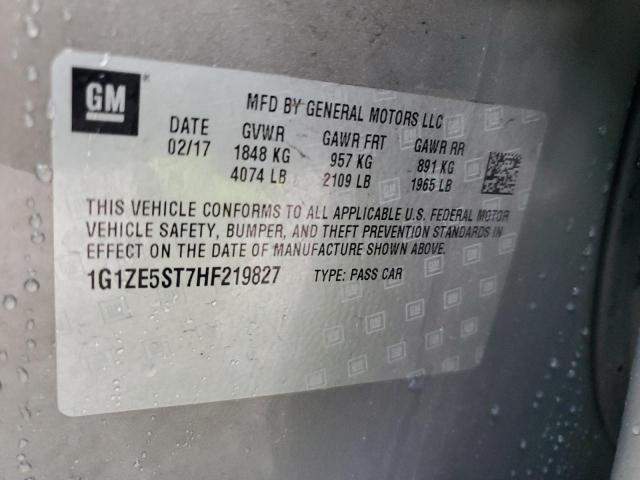 GM
MFD BY GENERAL MOTORS LLC
DATE GVWR GAWR FRT GAWR RR
02/17 1848 KG 957 KG 891 KG
4074 LB 2109 LB 1965 LB
THIS VEHICLE CONFORMS TO ALL APPLICABLE U.S. FEDERAL MOTOR
VEHICLE SAFETY, BUMPER, AND THEFT PREVENTION STANDARDS IN
EFFECT ON THE DATE OF MANUFACTURE SHOWN ABOVE.
1G1ZE5ST7HF219827 TYPE: PASS CAR